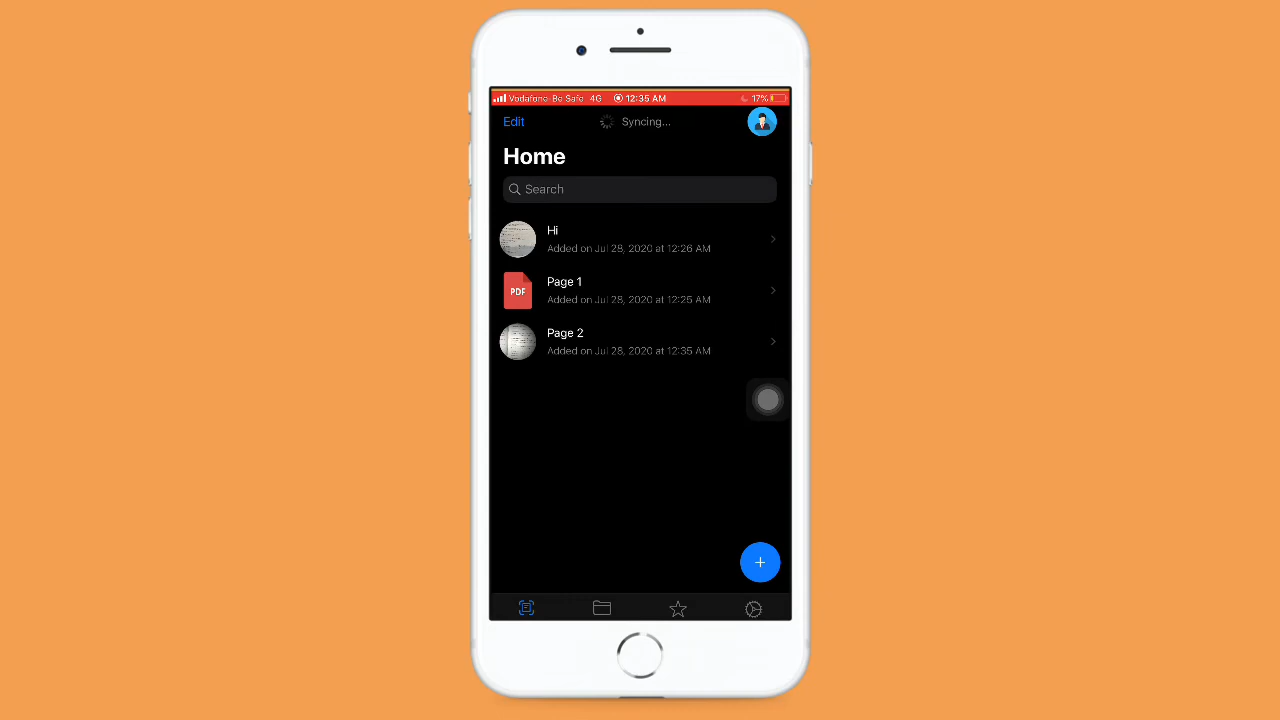 Vodafone-Be Safe 4G 12:35 AM 17%
Edit Syncing...
Home
Search
Hi
Added on Jul 28, 2020 at 12:26 AM
PDF
Page 1
Added on Jul 28, 2020 at 12:25 AM
Page 2
Added on Jul 28, 2020 at 12:35 AM
+